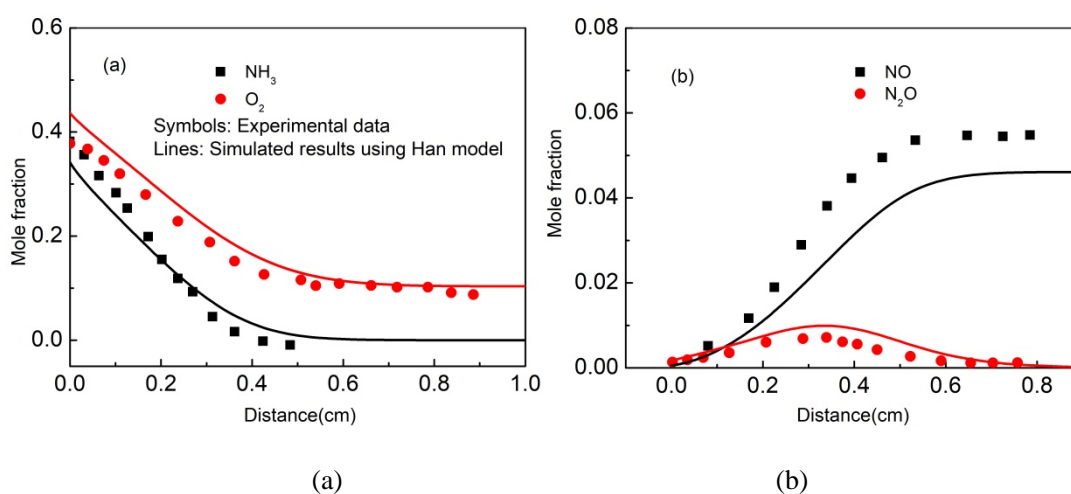 0.6
0.4
0.2
0.0
Mole fraction
(a)
NH3
O2
Symbols: Experimental data
Lines: Simulated results using Han model
0.0 0.2 0.4 0.6 0.8 1.0
Distance(cm)
0.08
0.06
0.04
0.02
0.00
Mole fraction
(b)
NO
N2O
0.0 0.2 0.4 0.6 0.8
Distance(cm)
(a) (b)